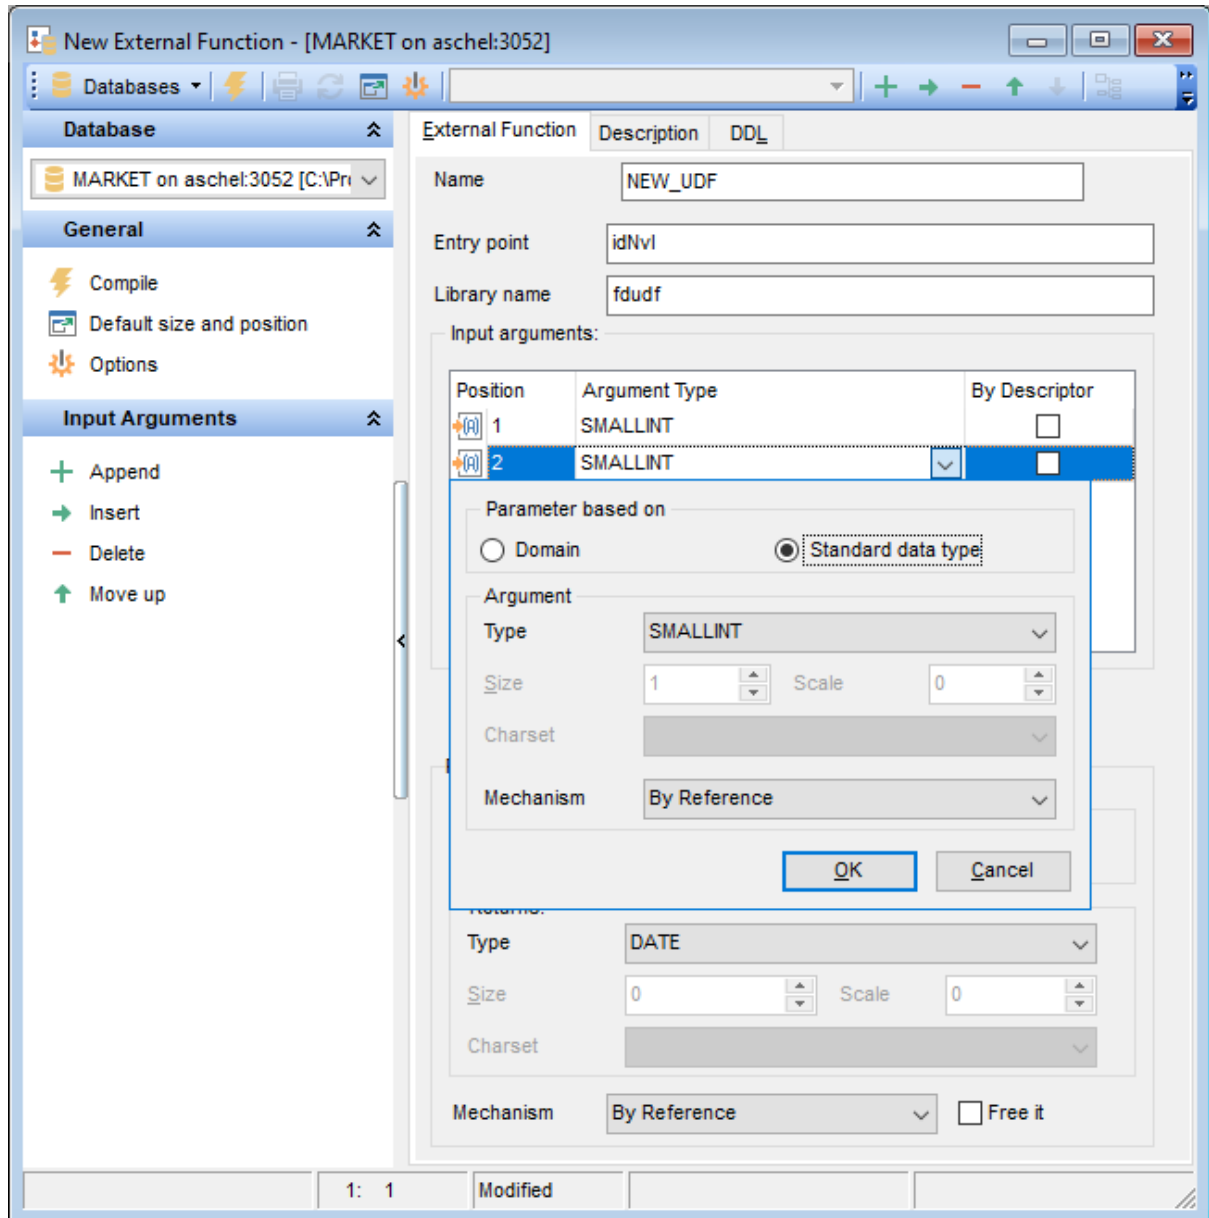 New External Function - [MARKET on aschel:3052]
Databases
Database
MARKET on aschel:3052 [C:\Pr
General
Compile
Default size and position
Options
Input Arguments
Append
Insert
Delete
Move up
External Function Description DDL
Name NEW_UDF
Entry point idNvl
Library name fdudf
Input arguments:
Position Argument Type By Descriptor
1 SMALLINT
2 SMALLINT
Parameter based on
Domain Standard data type
Argument
Type SMALLINT
Size 1 Scale 0
Charset
Mechanism By Reference
OK Cancel
Returns:
Type DATE
Size 0 Scale 0
Charset
Mechanism By Reference Free it
1: 1 Modified